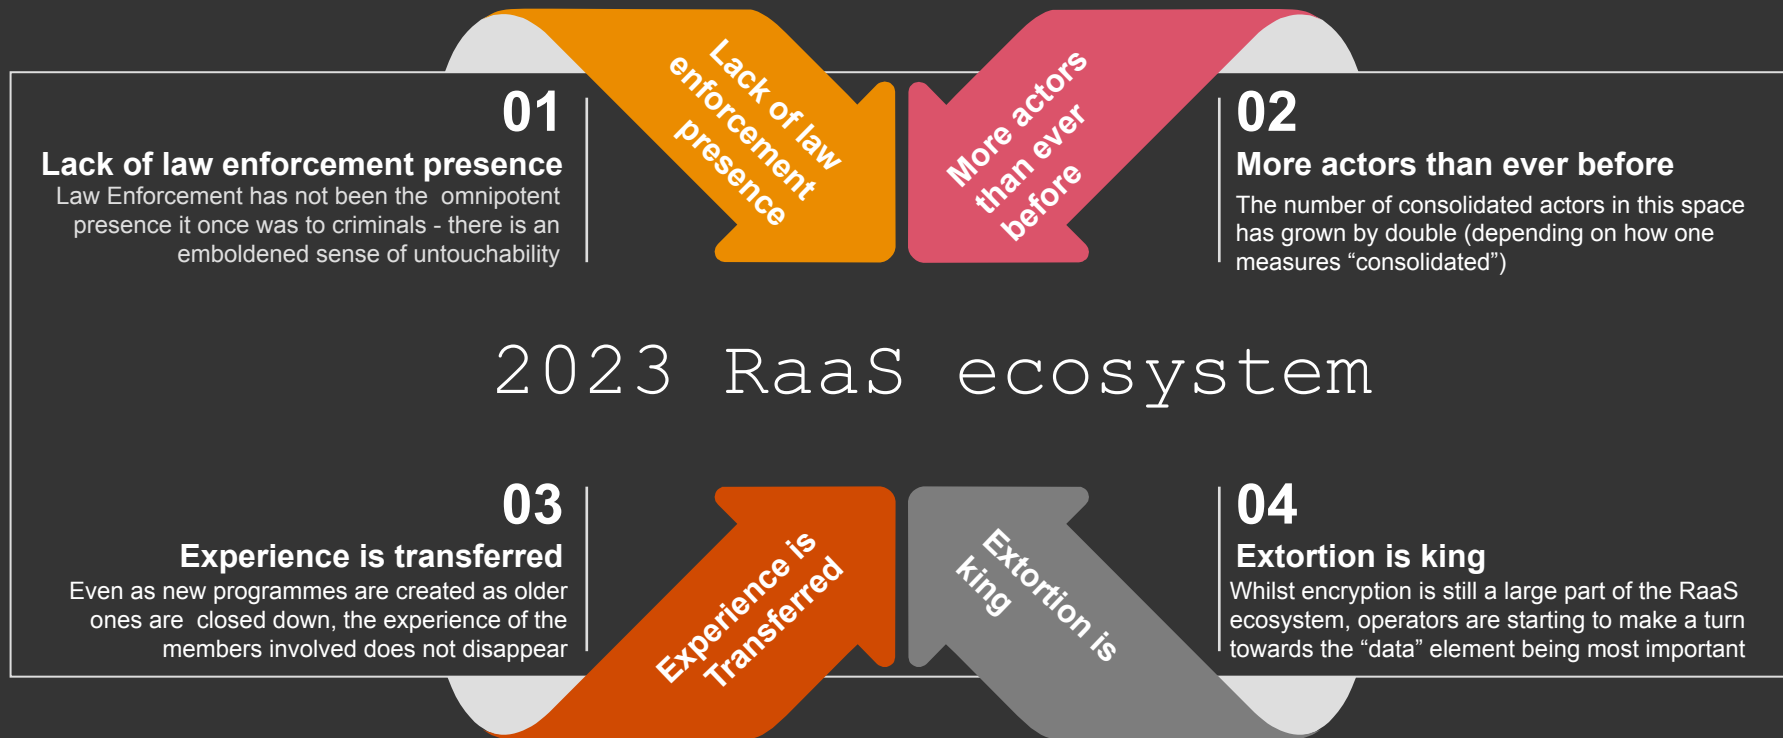 Lack of law
enforcement
presence
More actors
than ever
before
01
Lack of law enforcement presence
Law Enforcement has not been the  omnipotent
presence it once was to criminals - there is an
emboldened sense of untouchability
02
More actors than ever before
The number of consolidated actors in this space
has grown by double (depending on how one
measures “consolidated”)
2023 RaaS ecosystem
03
Experience is transferred
Even as new programmes are created as older
ones are  closed down, the experience of the
members involved does not disappear
Experience is
Transferred
Extortion is
king
04
Extortion is king
Whilst encryption is still a large part of the RaaS
ecosystem, operators are starting to make a turn
towards the “data” element being most important